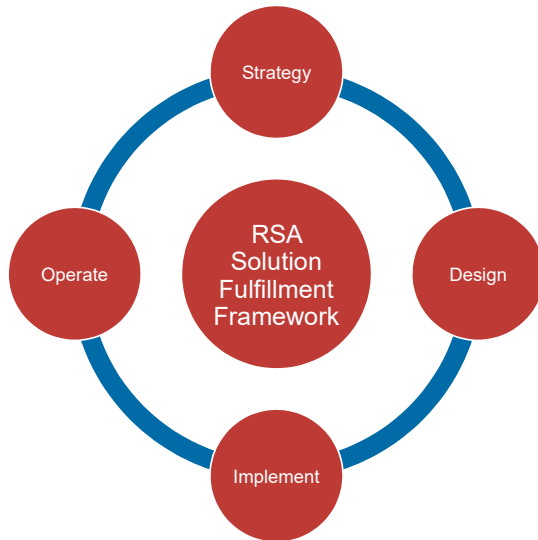 Strategy
RSA
Solution
Fulfillment
Framework
Operate
Design
Implement